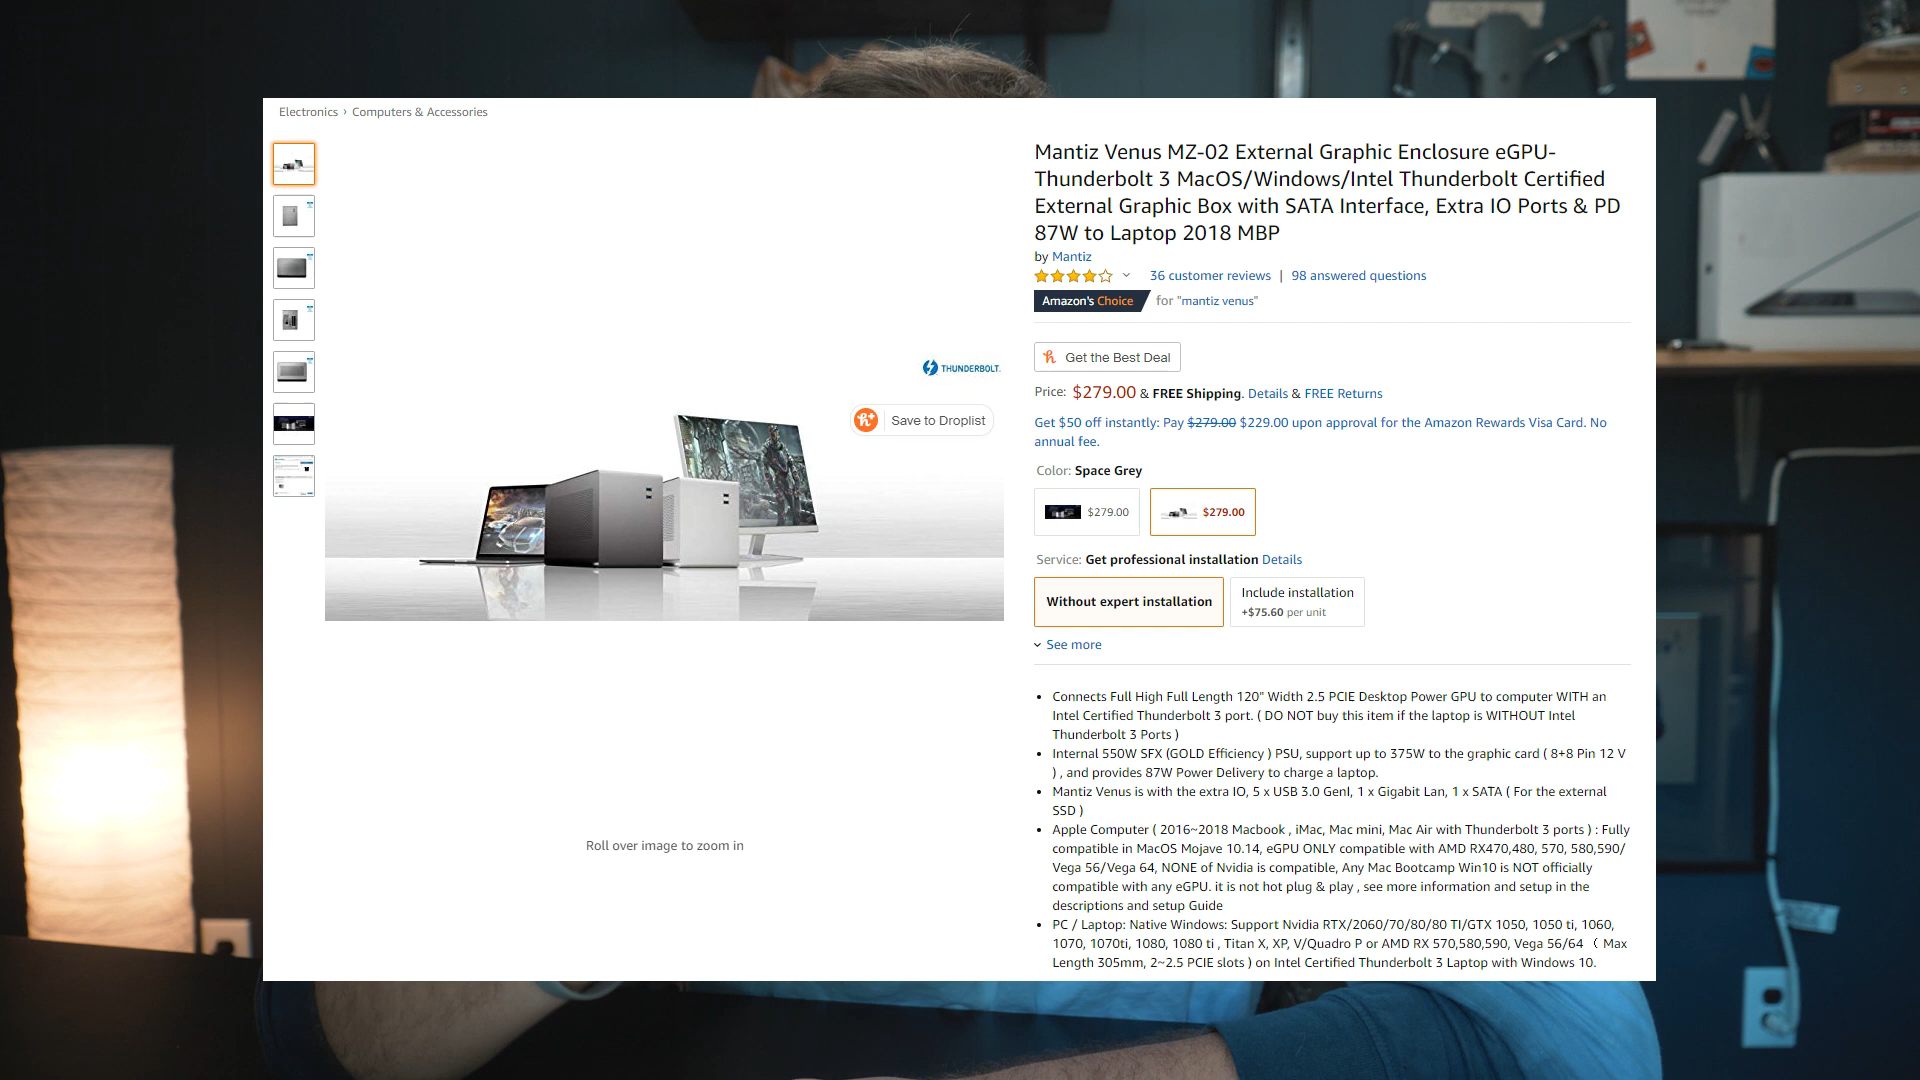 Electronics › Computers & Accessories
Mantiz Venus MZ-02 External Graphic Enclosure eGPU-
Thunderbolt 3 MacOS/Windows/Intel Thunderbolt Certified
External Graphic Box with SATA Interface, Extra IO Ports & PD
87W to Laptop 2018 MBP
by Mantiz
36 customer reviews | 98 answered questions
Amazon's Choice for "mantiz venus"
Get the Best Deal
THUNDERBOLT.
Price: $279.00 & FREE Shipping. Details & FREE Returns
Save to Droplist
Get $50 off instantly: Pay $279.00 $229.00 upon approval for the Amazon Rewards Visa Card. No
annual fee.
Color: Space Grey
$279.00 $279.00
Service: Get professional installation Details
Without expert installation
Include installation
+$75.60 per unit
See more
• Connects Full High Full Length 120" Width 2.5 PCIE Desktop Power GPU to computer WITH an
Intel Certified Thunderbolt 3 port. ( DO NOT buy this item if the laptop is WITHOUT Intel
Thunderbolt 3 Ports )
• Internal 550W SFX (GOLD Efficiency ) PSU, support up to 375W to the graphic card ( 8+8 Pin 12 V
) , and provides 87W Power Delivery to charge a laptop.
• Mantiz Venus is with the extra IO, 5 x USB 3.0 GenI, 1 x Gigabit Lan, 1 x SATA ( For the external
SSD )
• Apple Computer ( 2016~2018 Macbook , iMac, Mac mini, Mac Air with Thunderbolt 3 ports ) : Fully
compatible in MacOS Mojave 10.14, eGPU ONLY compatible with AMD RX470,480, 570, 580,590/
Vega 56/Vega 64, NONE of Nvidia is compatible, Any Mac Bootcamp Win10 is NOT officially
compatible with any eGPU. it is not hot plug & play , see more information and setup in the
descriptions and setup Guide
• PC / Laptop: Native Windows: Support Nvidia RTX/2060/70/80/80 TI/GTX 1050, 1050 ti, 1060,
1070, 1070ti, 1080, 1080 ti , Titan X, XP, V/Quadro P or AMD RX 570,580,590, Vega 56/64 （ Max
Length 305mm, 2~2.5 PCIE slots ) on Intel Certified Thunderbolt 3 Laptop with Windows 10.
Roll over image to zoom in